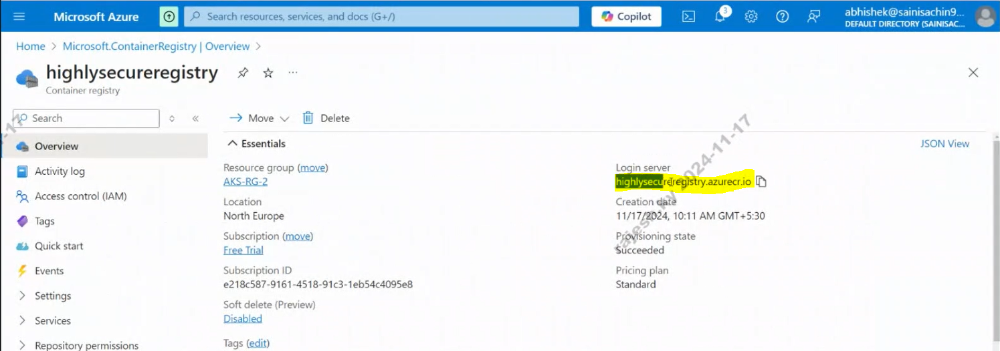 Microsoft Azure
Search resources, services, and docs (G+/)
Copilot
3
abhishek@sainisachin9...
DEFAULT DIRECTORY (SAINISAC...
Home > Microsoft.ContainerRegistry | Overview >
highlysecureregistry
...
Container registry
Search
Move
Delete
Overview
Activity log
Access control (IAM)
Tags
Quick start
Events
Settings
Services
Repository permissions
Essentials
JSON View
Resource group (move)
AKS-RG-2
Location
North Europe
Subscription (move)
Free Trial
Subscription ID
e218c587-9161-4518-91c3-1eb54c4095e8
Soft delete (Preview)
Disabled
Tags (edit)
Login server
highlysecureregistry.azurecr.io
Creation date
11/17/2024, 10:11 AM GMT+5:30
Provisioning state
Succeeded
Pricing plan
Standard
2024-11-17